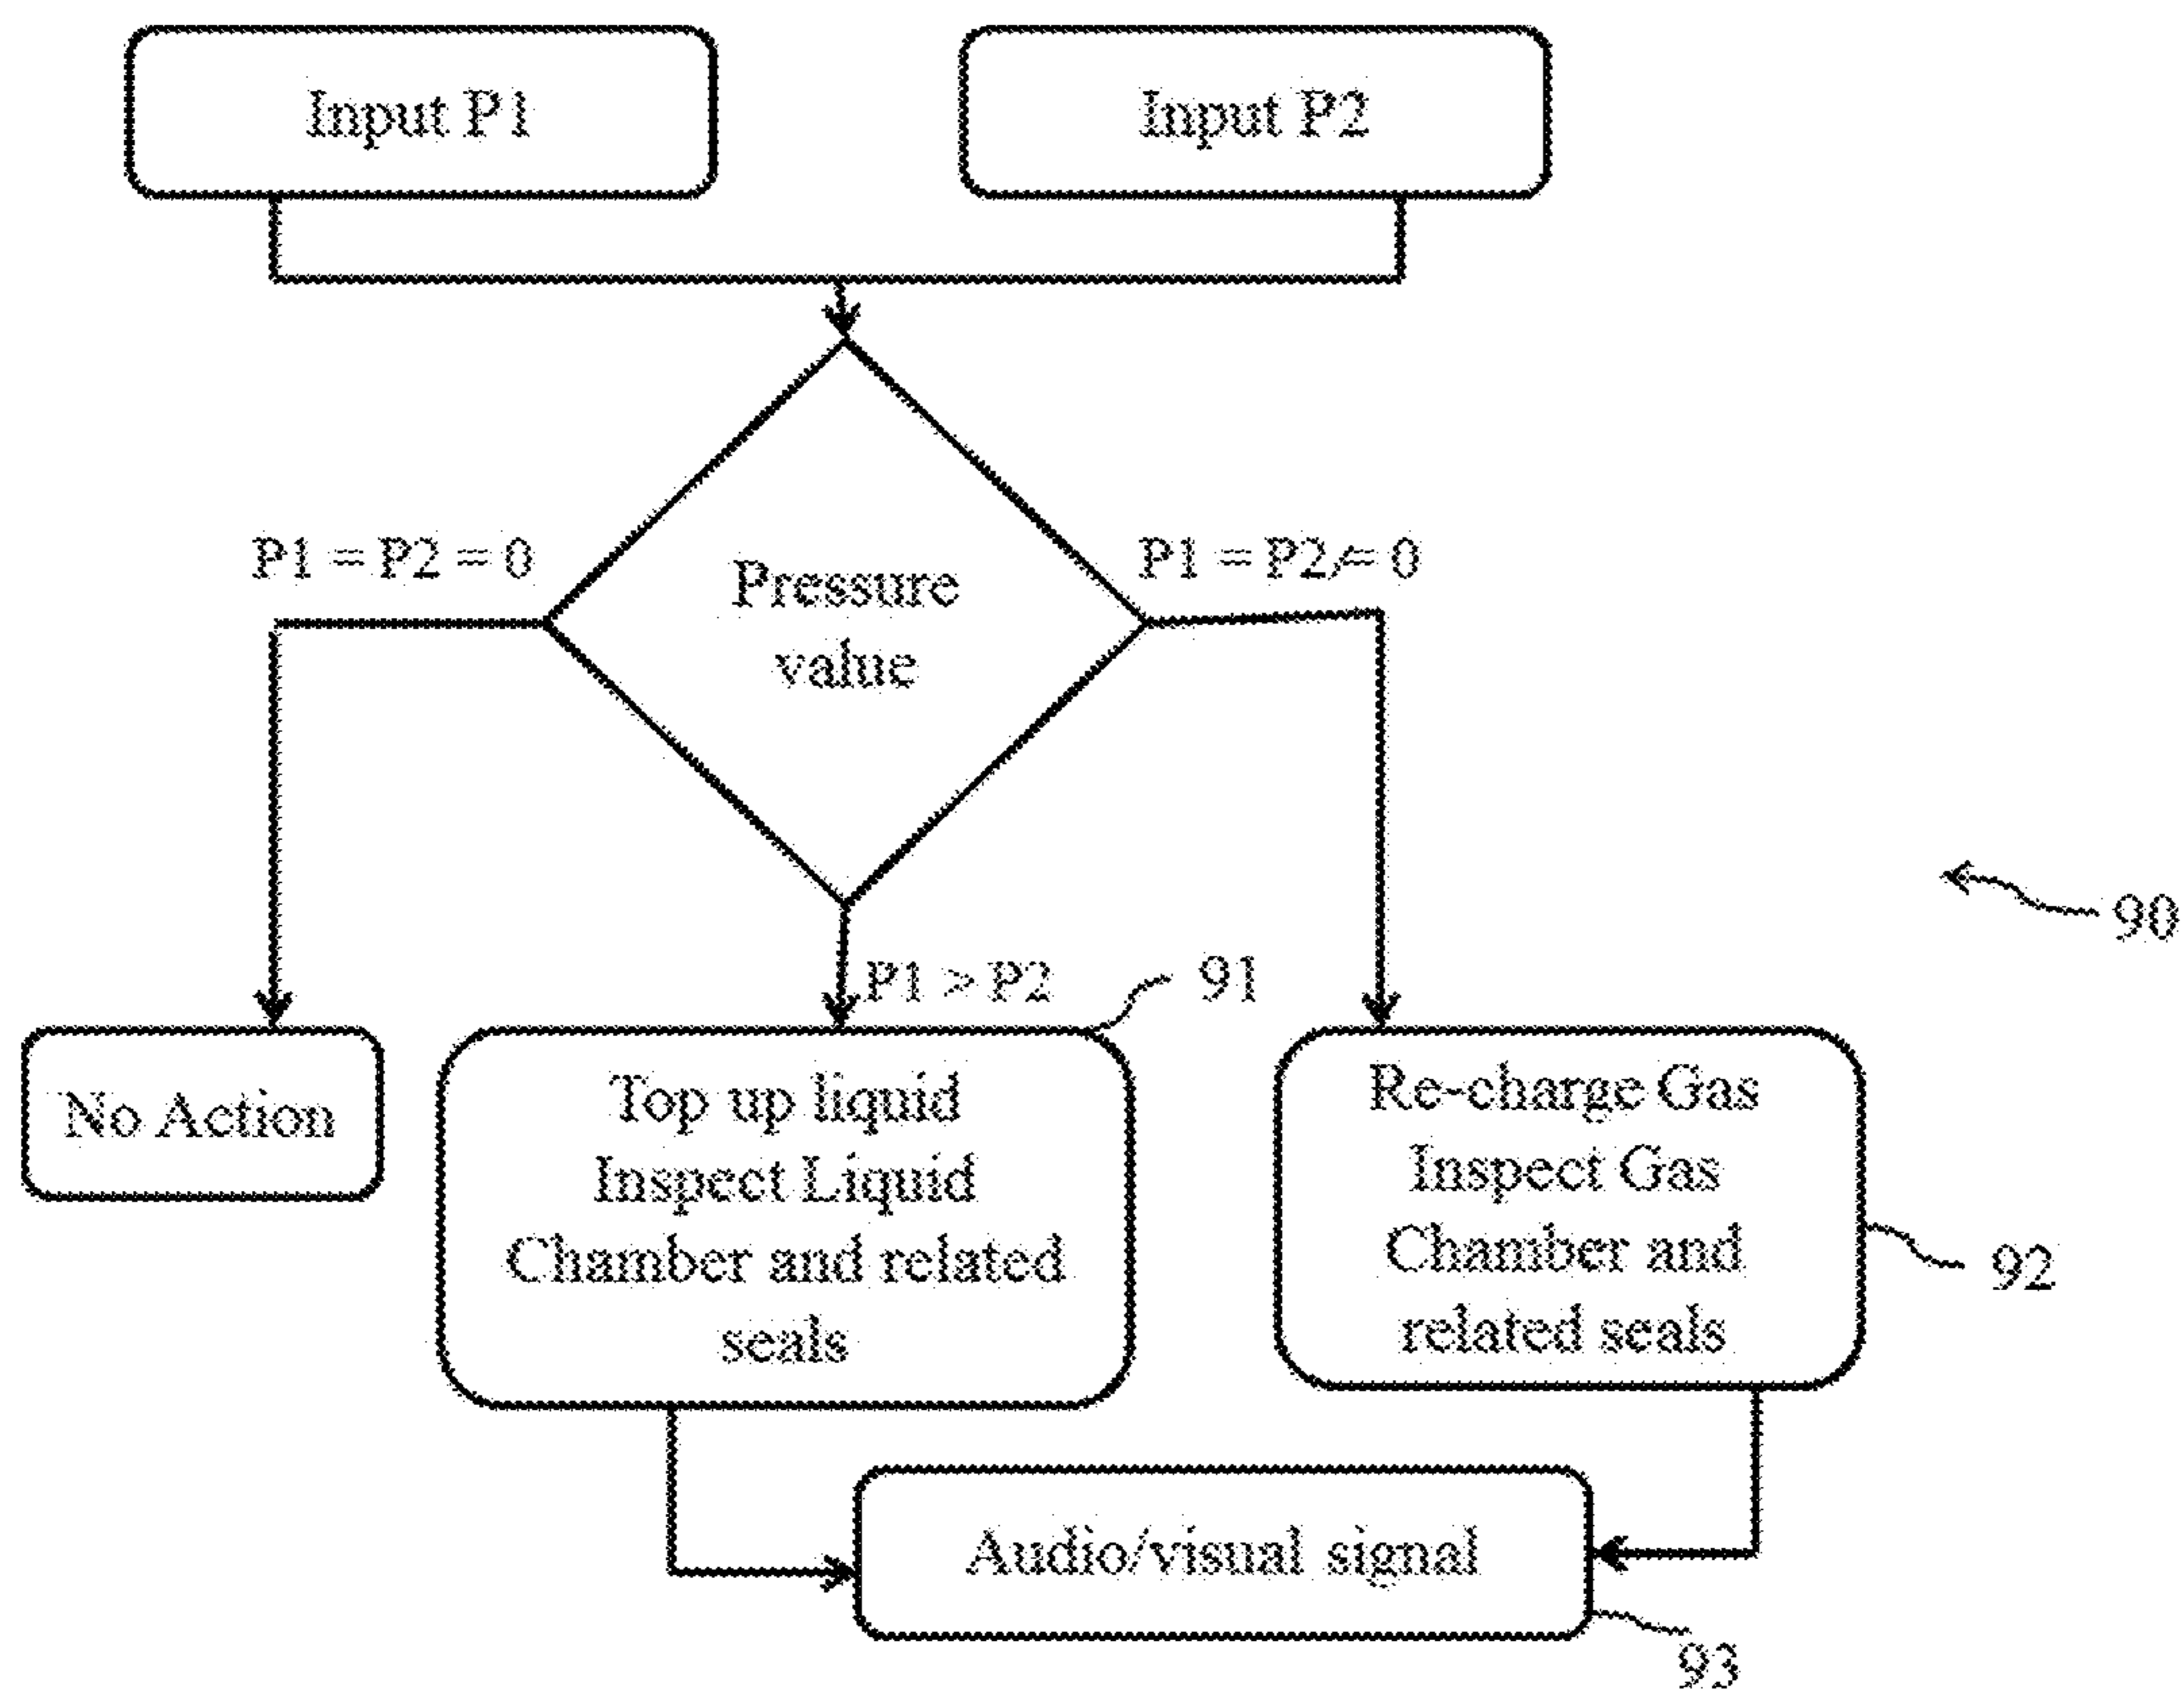 Input P1
Input P2
P1 = P2 = 0
P1 = P2 ≠ 0
Pressure
value
90
P1 > P2
91
No Action
Top up liquid
Inspect Liquid
Chamber and related
seals
Re-charge Gas
Inspect Gas
Chamber and
related seals
92
Audio/visual signal
93